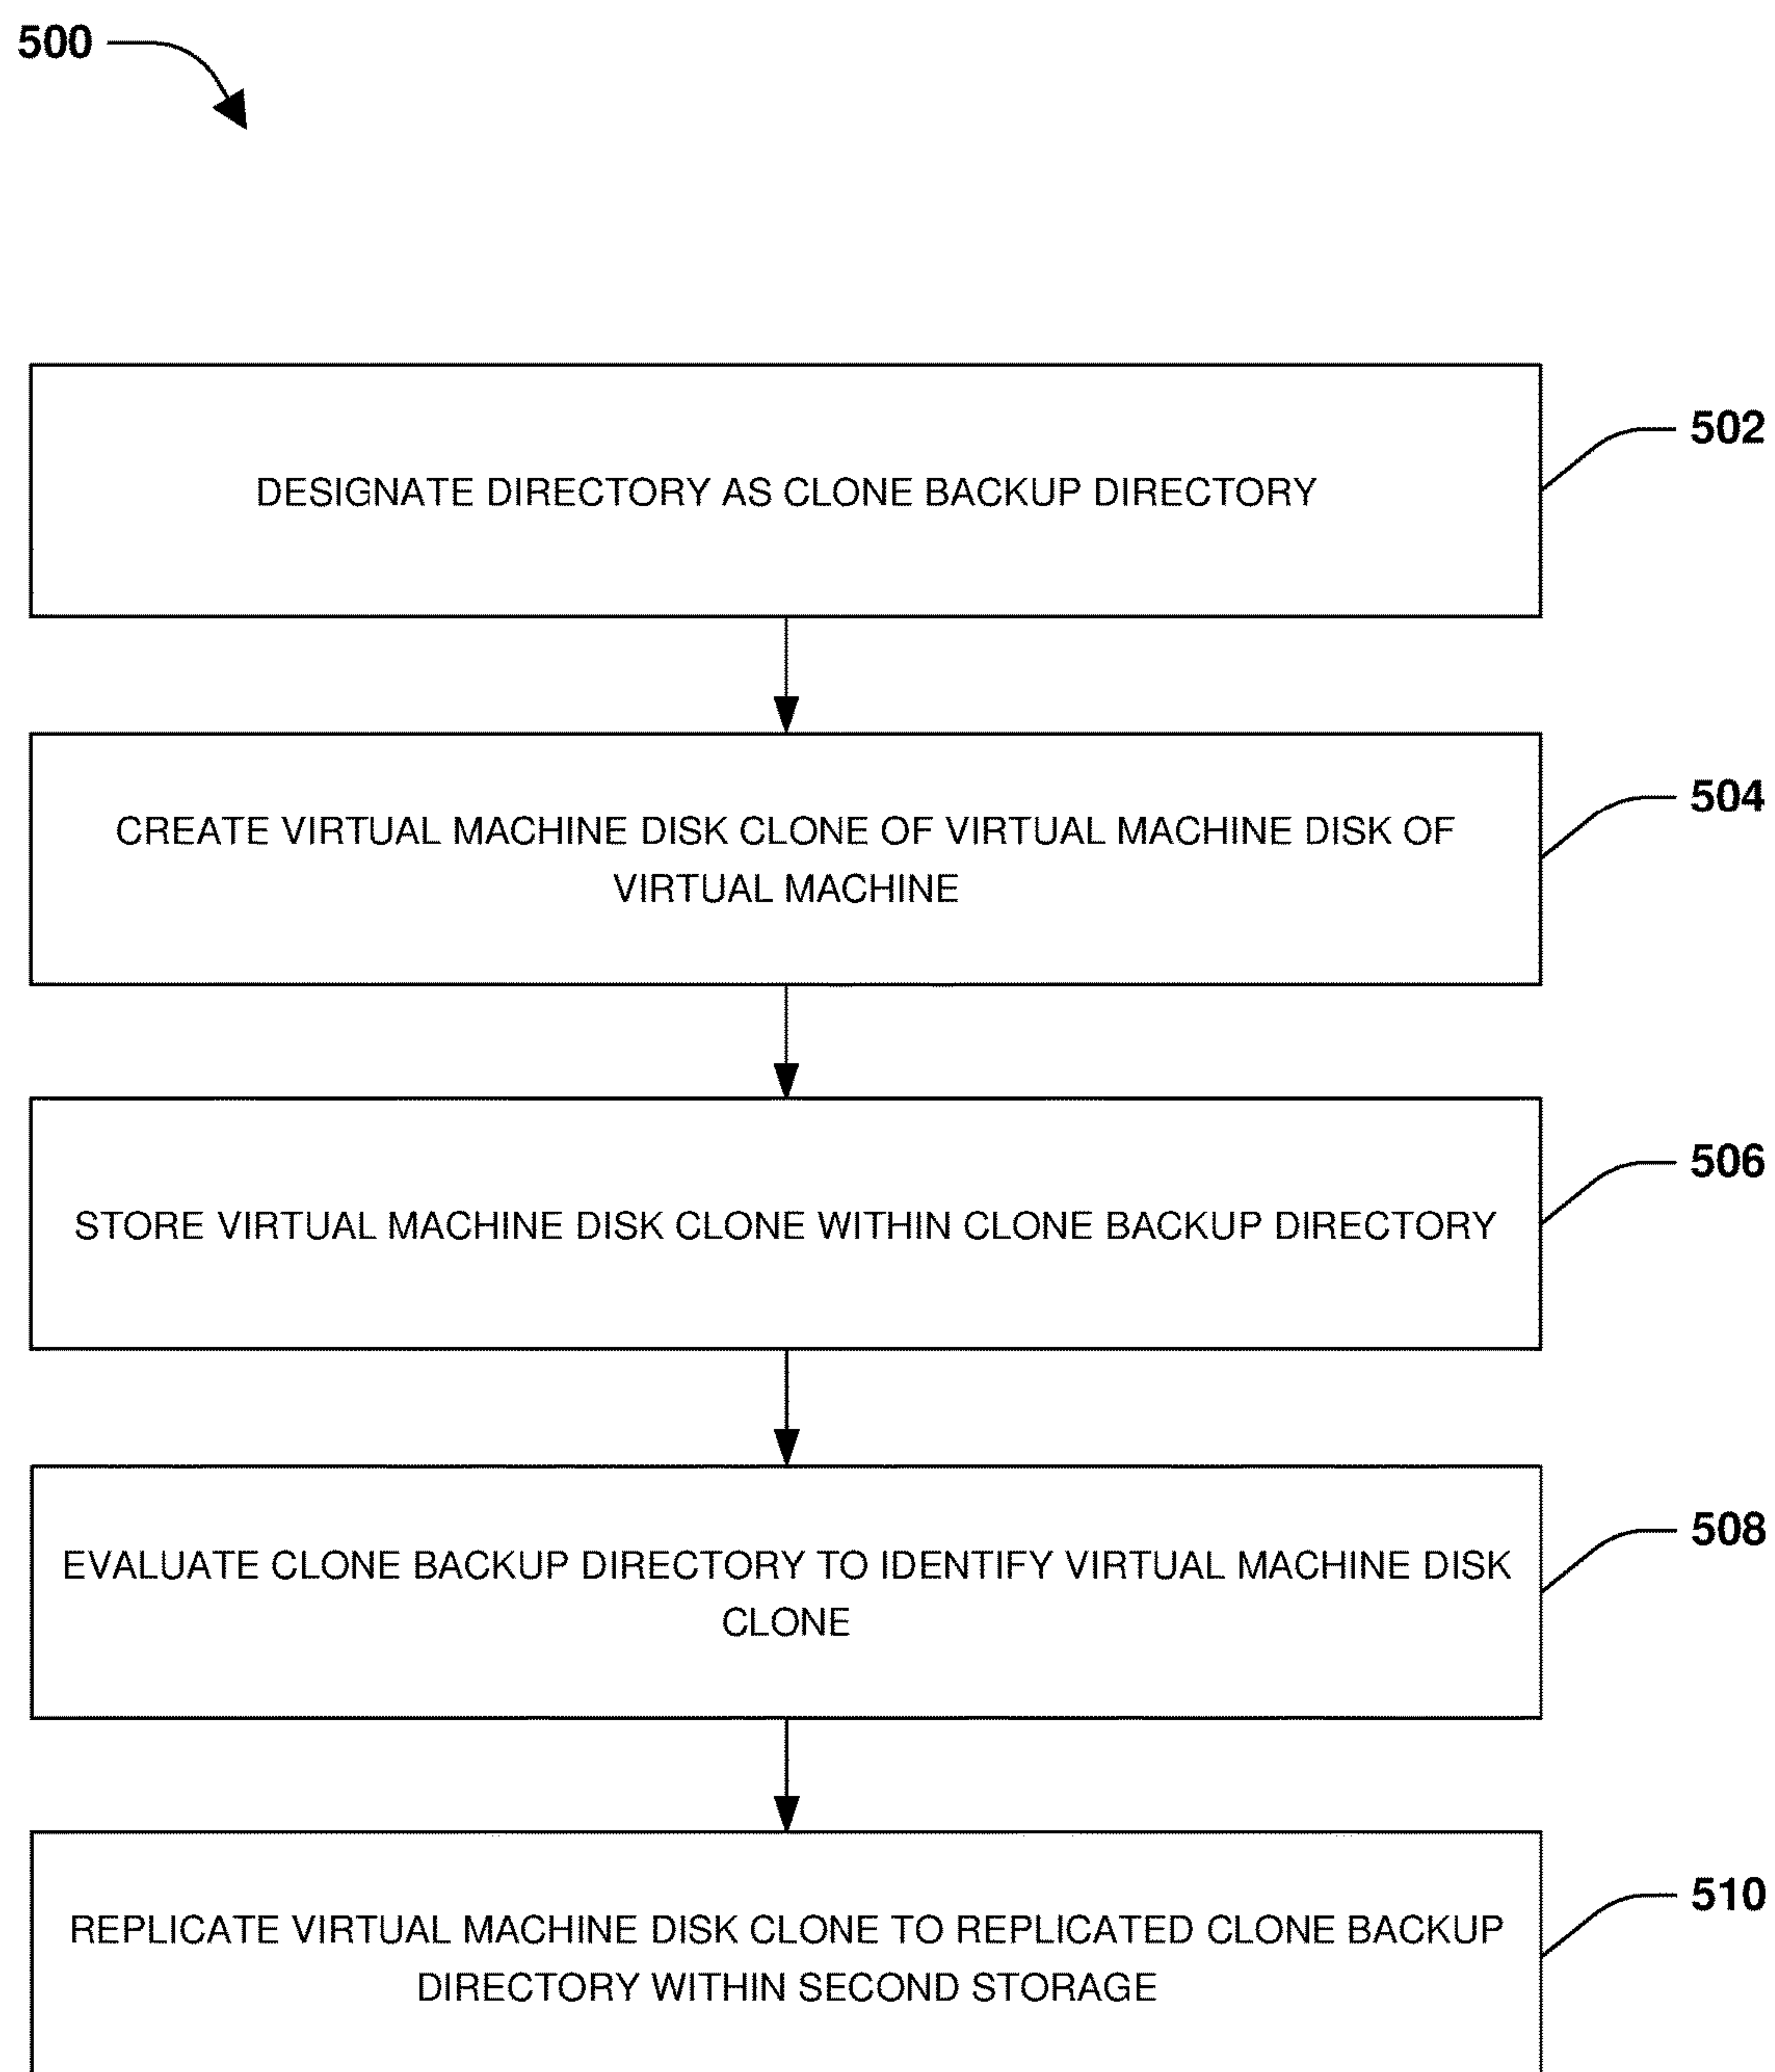 500
DESIGNATE DIRECTORY AS CLONE BACKUP DIRECTORY
502
CREATE VIRTUAL MACHINE DISK CLONE OF VIRTUAL MACHINE DISK OF
VIRTUAL MACHINE
504
STORE VIRTUAL MACHINE DISK CLONE WITHIN CLONE BACKUP DIRECTORY
506
EVALUATE CLONE BACKUP DIRECTORY TO IDENTIFY VIRTUAL MACHINE DISK
CLONE
508
REPLICATE VIRTUAL MACHINE DISK CLONE TO REPLICATED CLONE BACKUP
DIRECTORY WITHIN SECOND STORAGE
510